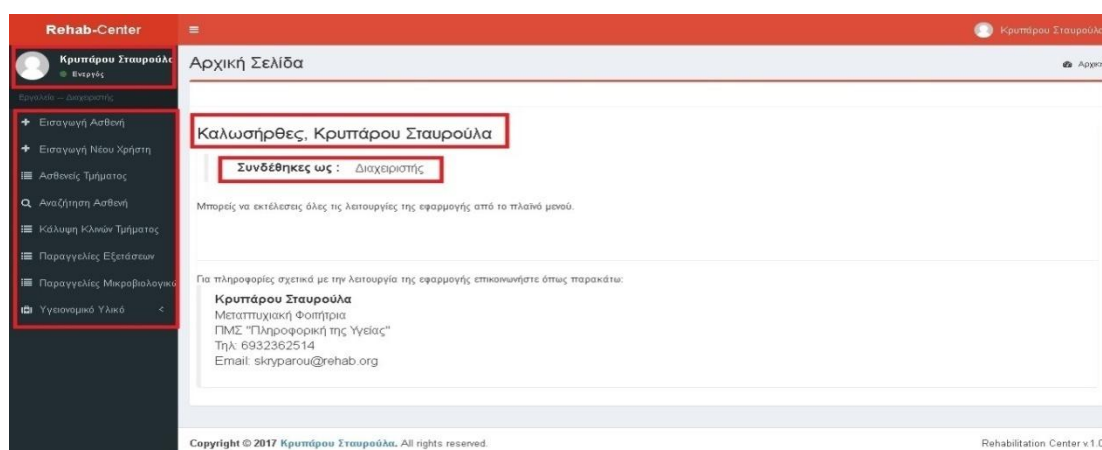 Rehab-Center
Κρυπάρου Σταυρούλα
Κρυπάρου Σταυρούλα
Ενεργός
Αρχική Σελίδα
Αρχικ
Εργαλεία -- Διαχειριστής
Εισαγωγή Ασθενή
Εισαγωγή Νέου Χρήστη
Ασθενείς Τμήματος
Αναζήτηση Ασθενή
Κάλυψη Κλινών Τμήματος
Παραγγελίες Εξετάσεων
Παραγγελίες Μικροβιολογικώ
Υγειονομικό Υλικό <
Καλωσήρθες, Κρυπάρου Σταυρούλα
Συνδέθηκες ως : Διαχειριστής
Μπορείς να εκτέλεσεις όλες τις λειτουργίες της εφαρμογής από το πλαϊνό μενού.
Για πληροφορίες σχετικά με την λειτουργία της εφαρμογής επικοινωνήστε όπως παρακάτω:
Κρυπάρου Σταυρούλα
Μεταπτυχιακή Φοιτήτρια
ΠΜΣ "Πληροφορική της Υγείας"
Τηλ: 6932362514
Email: skryparou@rehab.org
Copyright © 2017 Κρυπάρου Σταυρούλα. All rights reserved.
Rehabilitation Center v.1.0